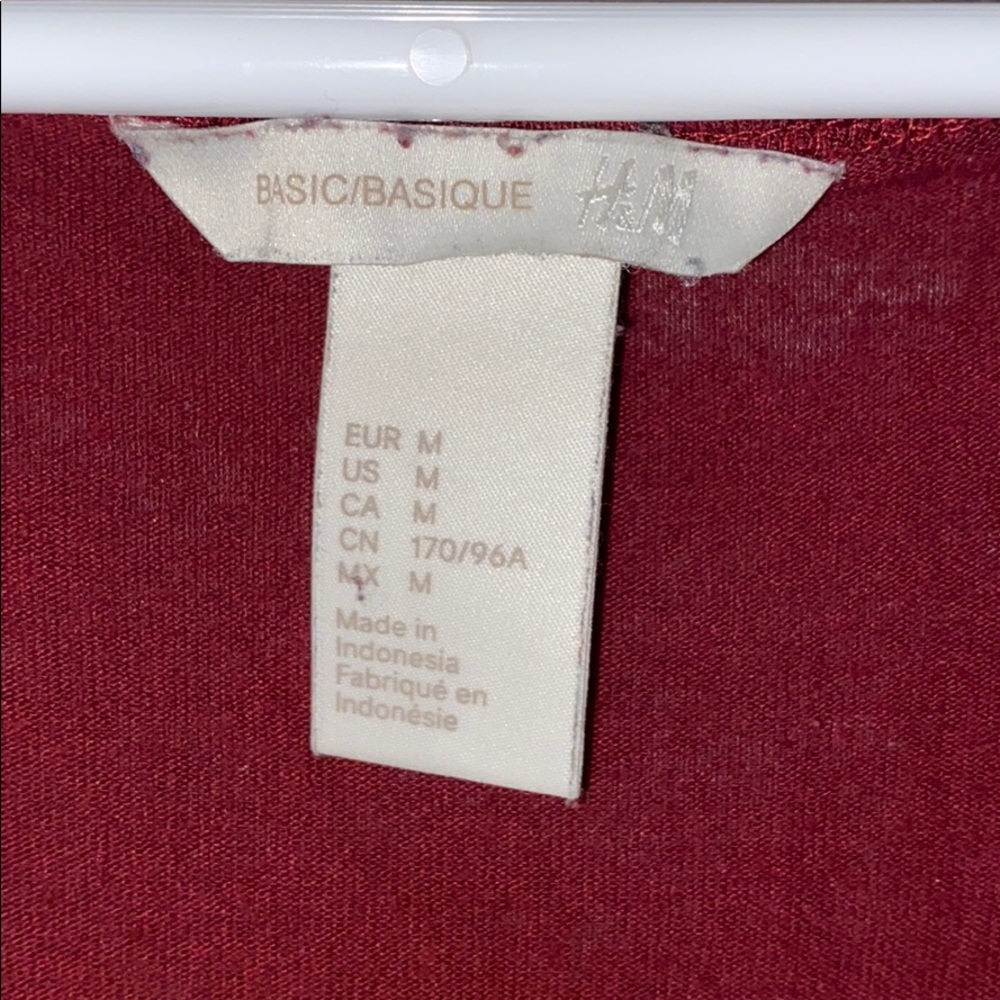 BASIC/BASIQUE H&M
EUR M
US M
CA M
CN 170/96A
MX M
Made in
Indonesia
Fabriqué en
Indonésie